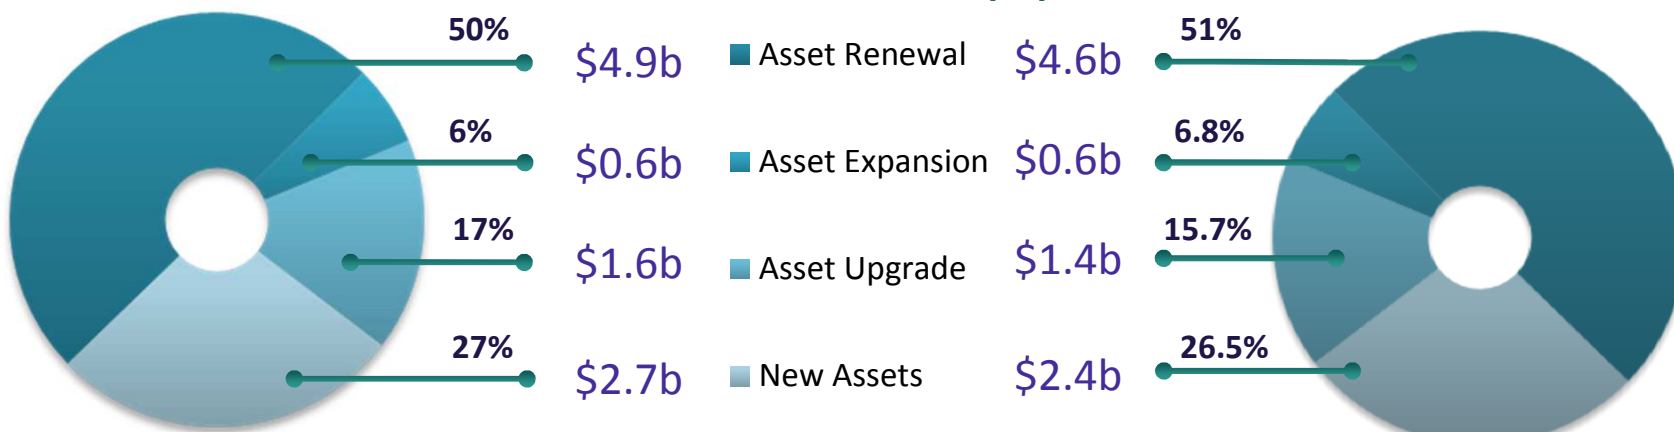 50%
$4.9b
Asset Renewal
$4.6b
51%
6%
$0.6b
Asset Expansion
$0.6b
6.8%
17%
$1.6b
Asset Upgrade
$1.4b
15.7%
27%
$2.7b
New Assets
$2.4b
26.5%